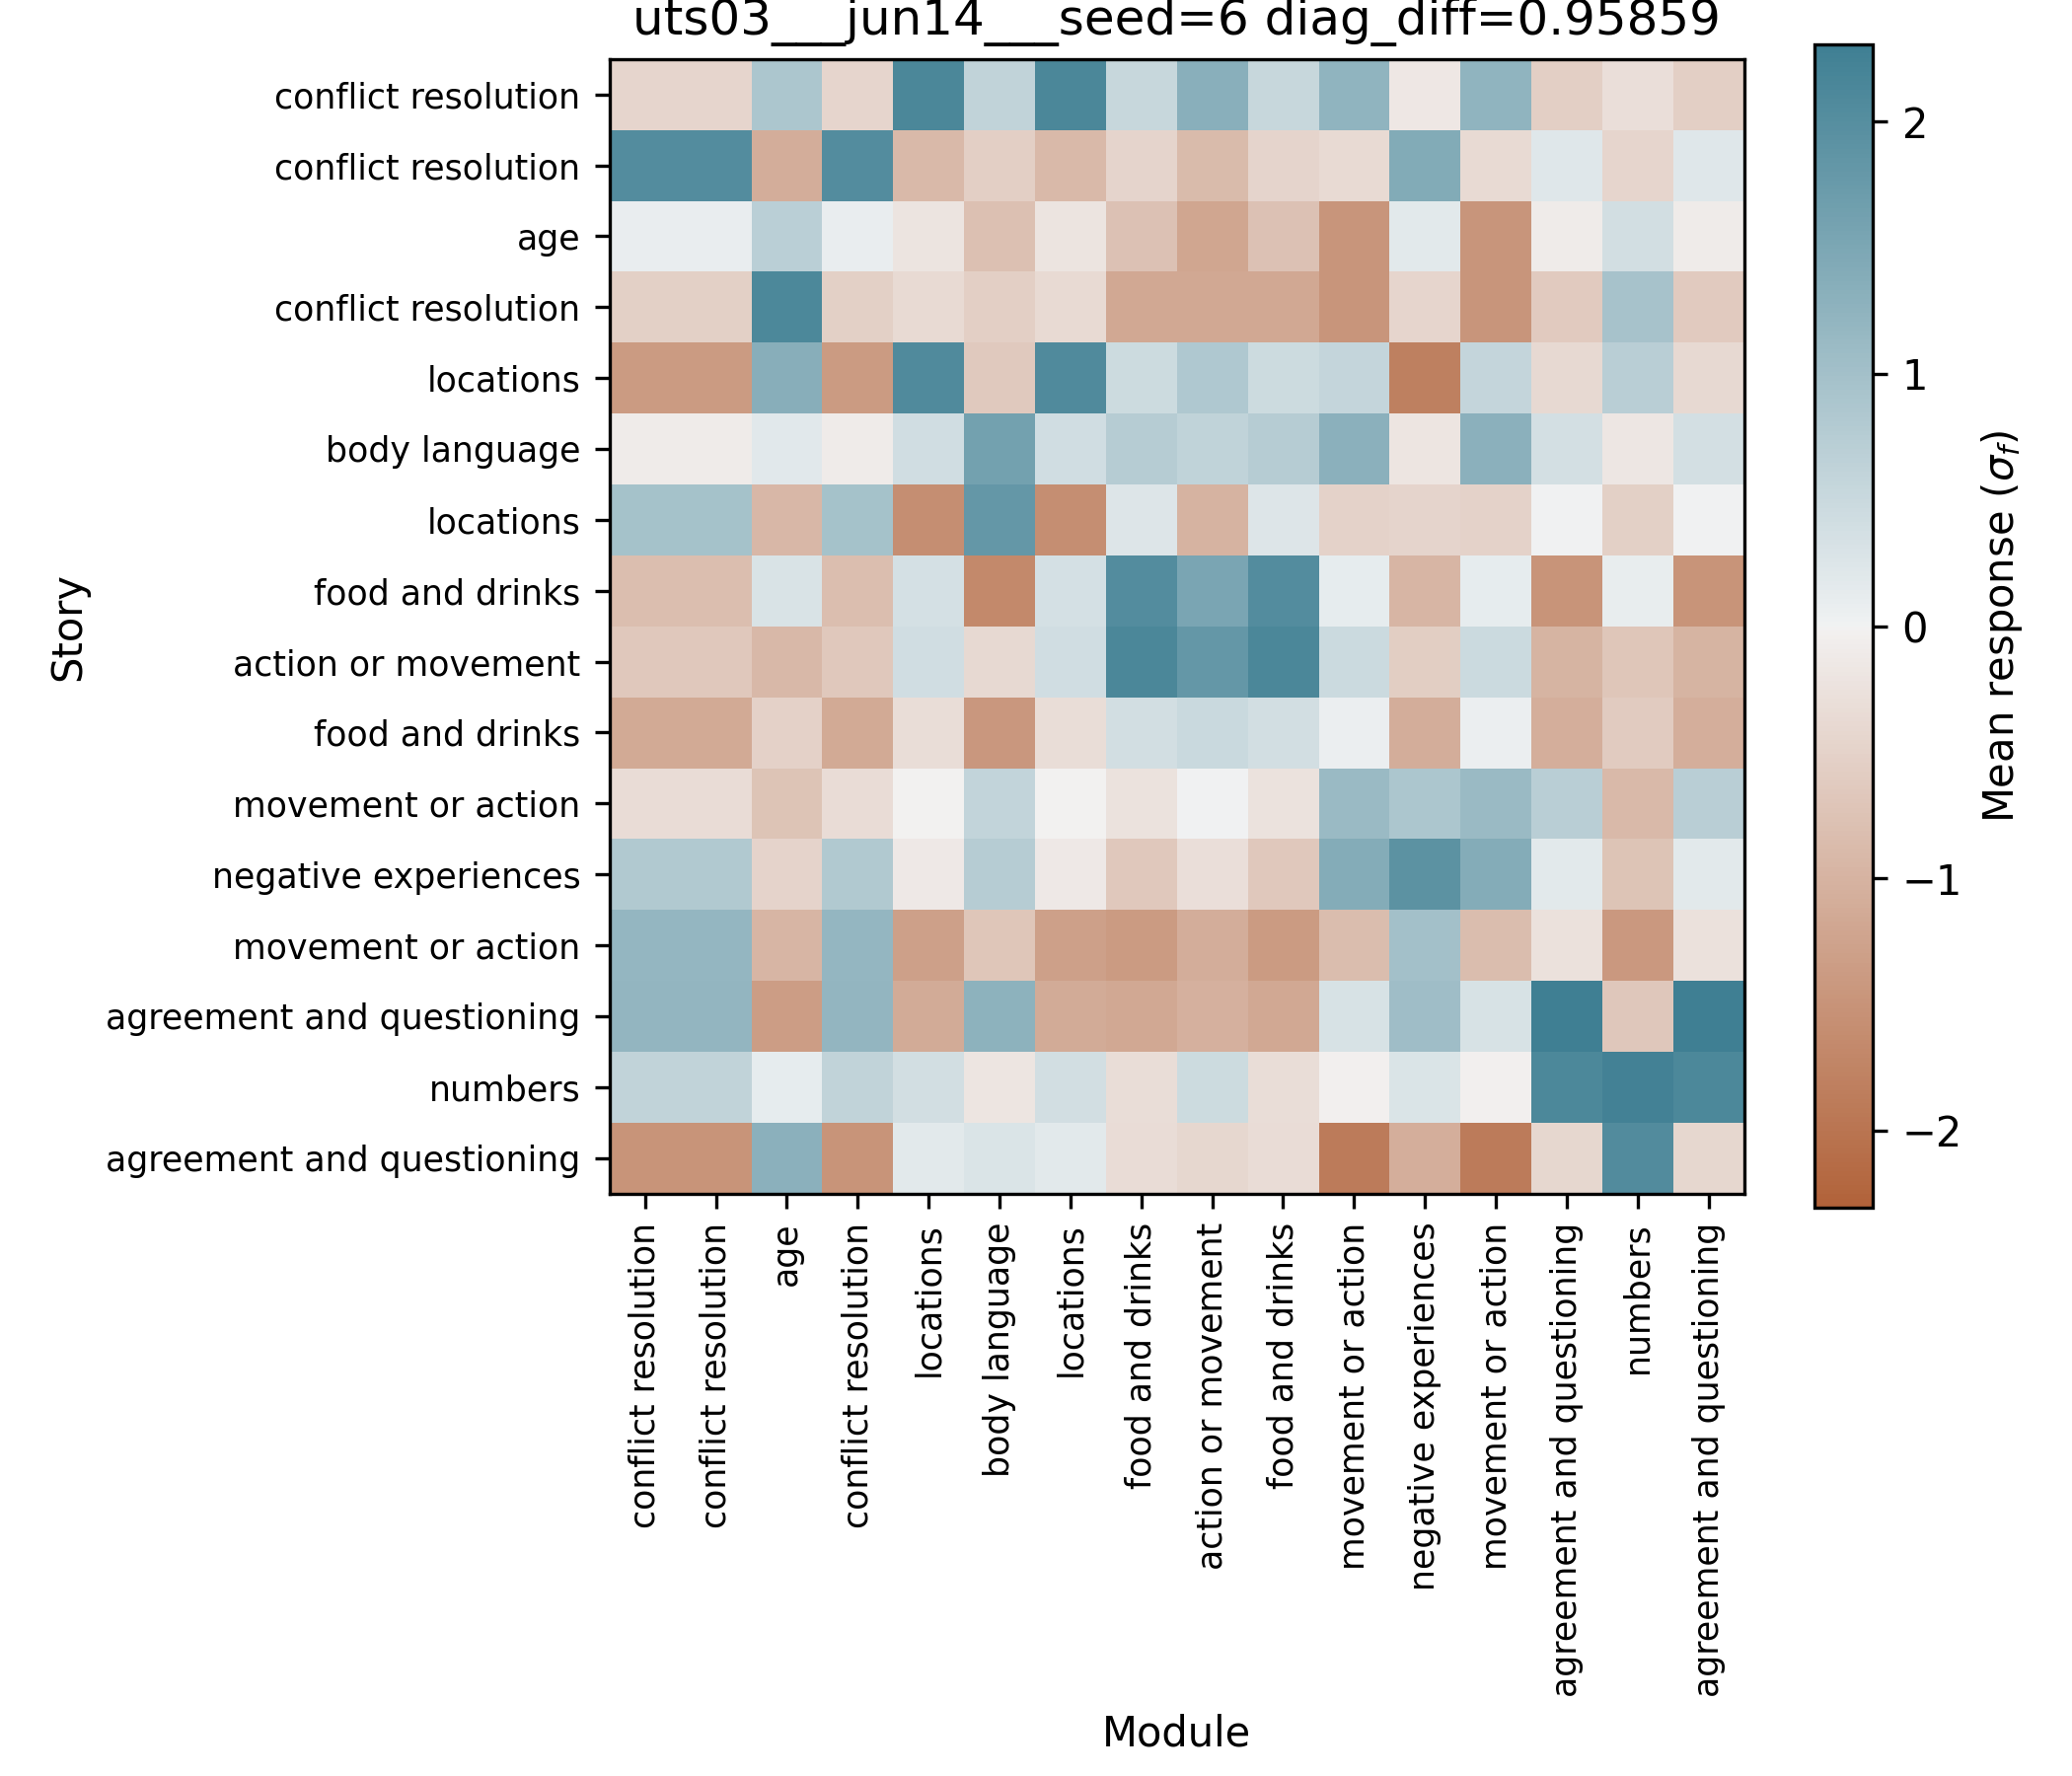 uts03___jun14___seed=6 diag_diff=0.95859
conflict resolution
conflict resolution
age
conflict resolution
locations
body language
locations
food and drinks
action or movement
food and drinks
movement or action
negative experiences
movement or action
agreement and questioning
numbers
agreement and questioning
Story
conflict resolution
conflict resolution
age
conflict resolution
locations
body language
locations
food and drinks
action or movement
food and drinks
movement or action
negative experiences
movement or action
agreement and questioning
numbers
agreement and questioning
Module
2
1
0
−1
−2
Mean response (σf)